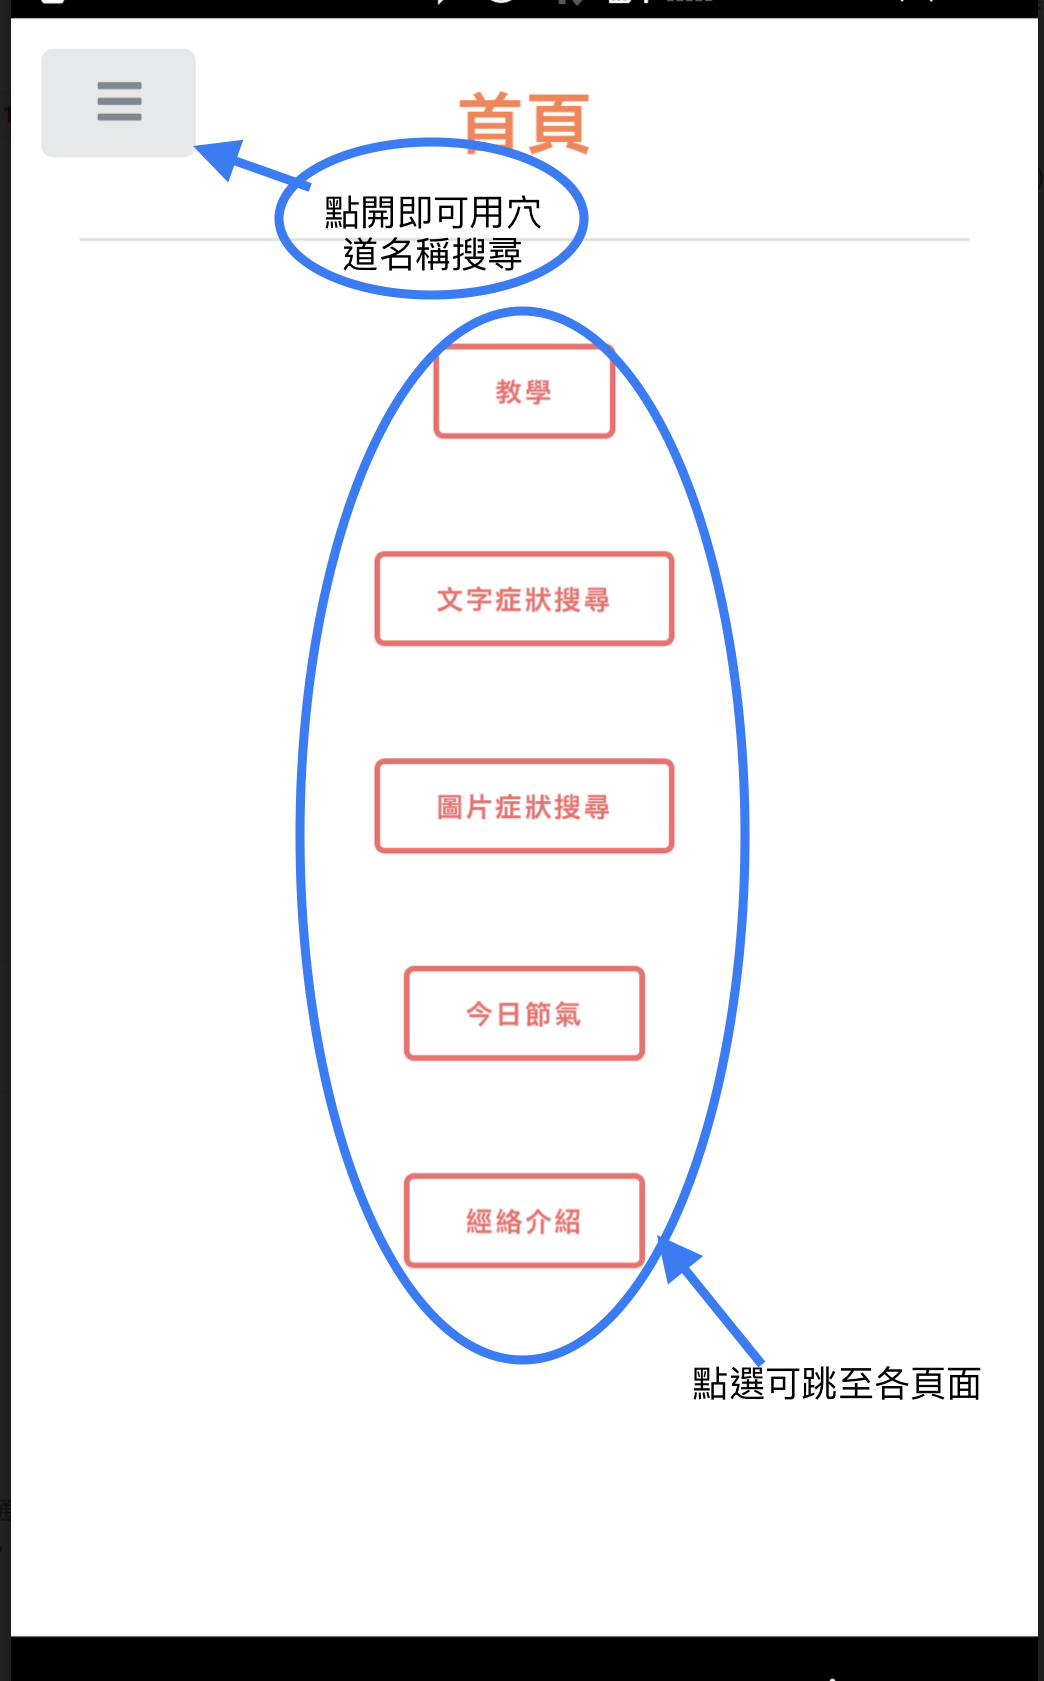 首頁
點開即可用穴
道名稱搜尋
教學
文字症狀搜尋
圖片症狀搜尋
今日節氣
經絡介紹
點選可跳至各頁面